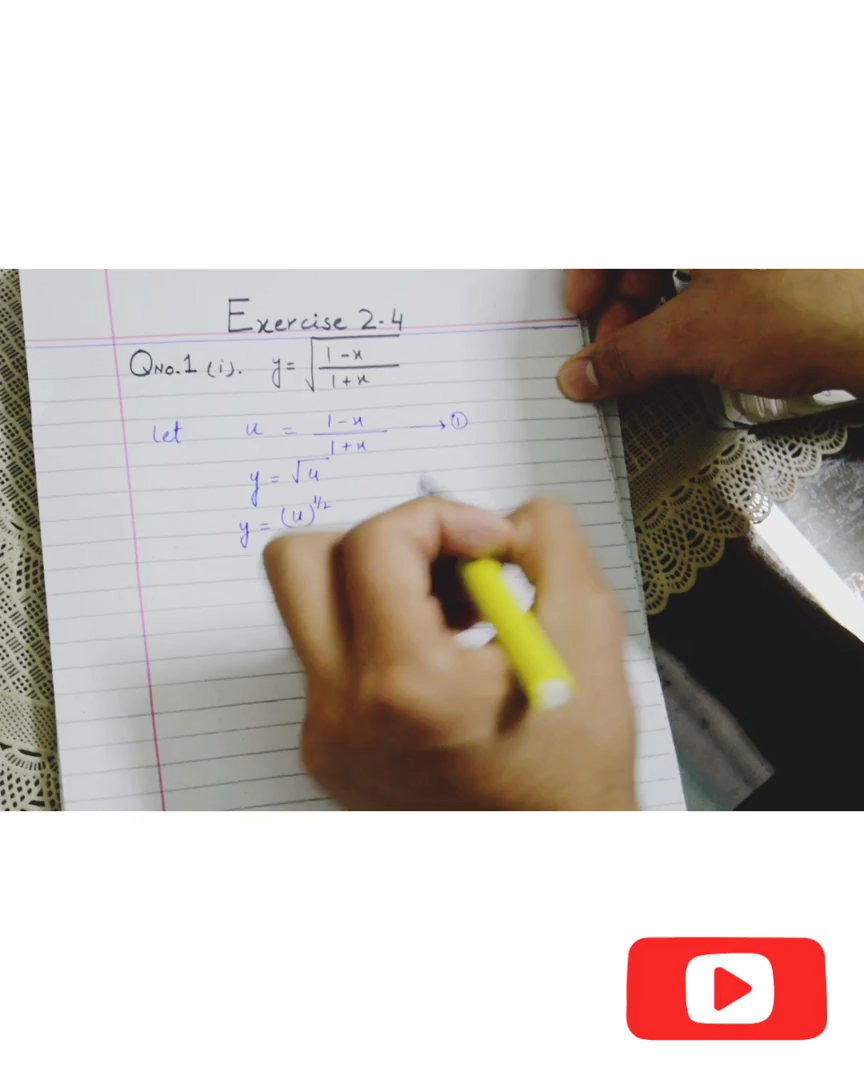 Exercise 2.4
QNo.1 (i). y = √(1-x / 1+x)
Let u = 1-x / 1+x → ①
y = √u
y = (u)^1/2